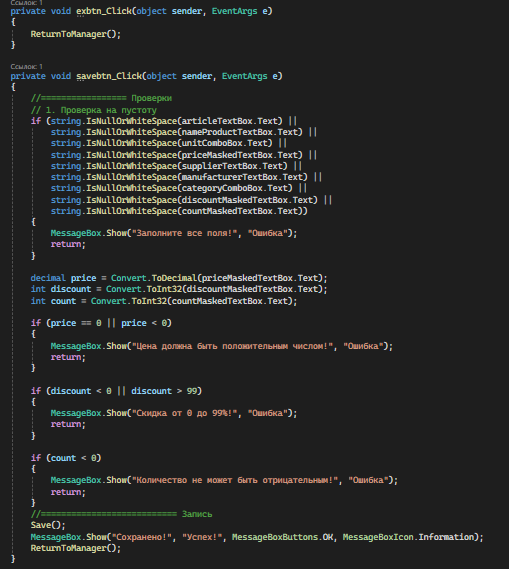 Ссылок: 1
private void exbtn_Click(object sender, EventArgs e)
{
ReturnToManager();
}
Ссылок: 1
private void savebtn_Click(object sender, EventArgs e)
{
//================= Проверки
// 1. Проверка на пустоту
if (string.IsNullOrWhiteSpace(articleTextBox.Text) ||
string.IsNullOrWhiteSpace(nameProductTextBox.Text) ||
string.IsNullOrWhiteSpace(unitComboBox.Text) ||
string.IsNullOrWhiteSpace(priceMaskedTextBox.Text) ||
string.IsNullOrWhiteSpace(supplierTextBox.Text) ||
string.IsNullOrWhiteSpace(manufacturerTextBox.Text) ||
string.IsNullOrWhiteSpace(categoryComboBox.Text) ||
string.IsNullOrWhiteSpace(discountMaskedTextBox.Text) ||
string.IsNullOrWhiteSpace(countMaskedTextBox.Text))
{
MessageBox.Show("Заполните все поля!", "Ошибка");
return;
}
decimal price = Convert.ToDecimal(priceMaskedTextBox.Text);
int discount = Convert.ToInt32(discountMaskedTextBox.Text);
int count = Convert.ToInt32(countMaskedTextBox.Text);
if (price == 0 || price < 0)
{
MessageBox.Show("Цена должна быть положительным числом!", "Ошибка");
return;
}
if (discount < 0 || discount > 99)
{
MessageBox.Show("Скидка от 0 до 99%!", "Ошибка");
return;
}
if (count < 0)
{
MessageBox.Show("Количество не может быть отрицательным!", "Ошибка");
return;
}
//=========================== Запись
Save();
MessageBox.Show("Сохранено!", "Успех!", MessageBoxButtons.OK, MessageBoxIcon.Information);
ReturnToManager();
}